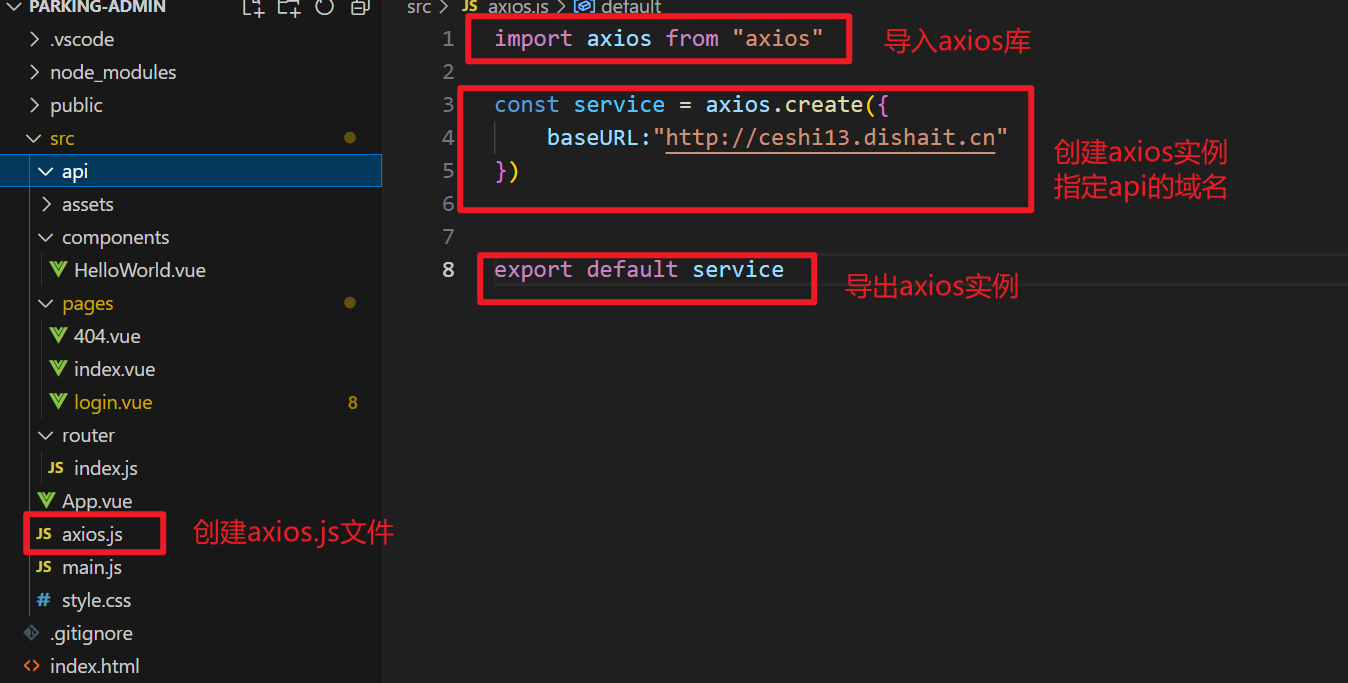 PARKING-ADMIN
.vscode
node_modules
public
src
api
assets
components
HelloWorld.vue
pages
404.vue
index.vue
login.vue 8
router
JS index.js
App.vue
JS axios.js
JS main.js
# style.css
.gitignore
<> index.html
创建axios.js文件
src > JS axios.js > default
1 import axios from "axios"
2
3 const service = axios.create({
4 baseURL:"http://ceshi13.dishait.cn"
5 })
6
7
8 export default service
导入axios库
创建axios实例
指定api的域名
导出axios实例